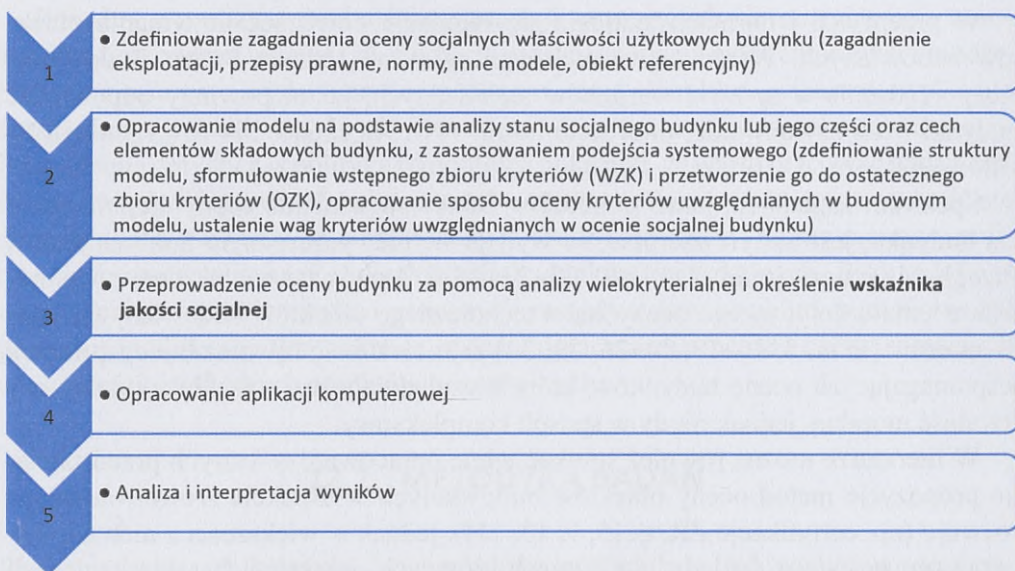 1
• Zdefiniowanie zagadnienia oceny socjalnych właściwości użytkowych budynku (zagadnienie
eksploatacji, przepisy prawne, normy, inne modele, obiekt referencyjny)
2
• Opracowanie modelu na podstawie analizy stanu socjalnego budynku lub jego części oraz cech
elementów składowych budynku, z zastosowaniem podejścia systemowego (zdefiniowanie struktury
modelu, sformułowanie wstępnego zbioru kryteriów (WZK) i przetworzenie go do ostatecznego
zbioru kryteriów (OZK), opracowanie sposobu oceny kryteriów uwzględnianych w budownym
modelu, ustalenie wag kryteriów uwzględnianych w ocenie socjalnej budynku)
3
• Przeprowadzenie oceny budynku za pomocą analizy wielokryterialnej i określenie wskaźnika
jakości socjalnej
4
• Opracowanie aplikacji komputerowej
5
• Analiza i interpretacja wyników